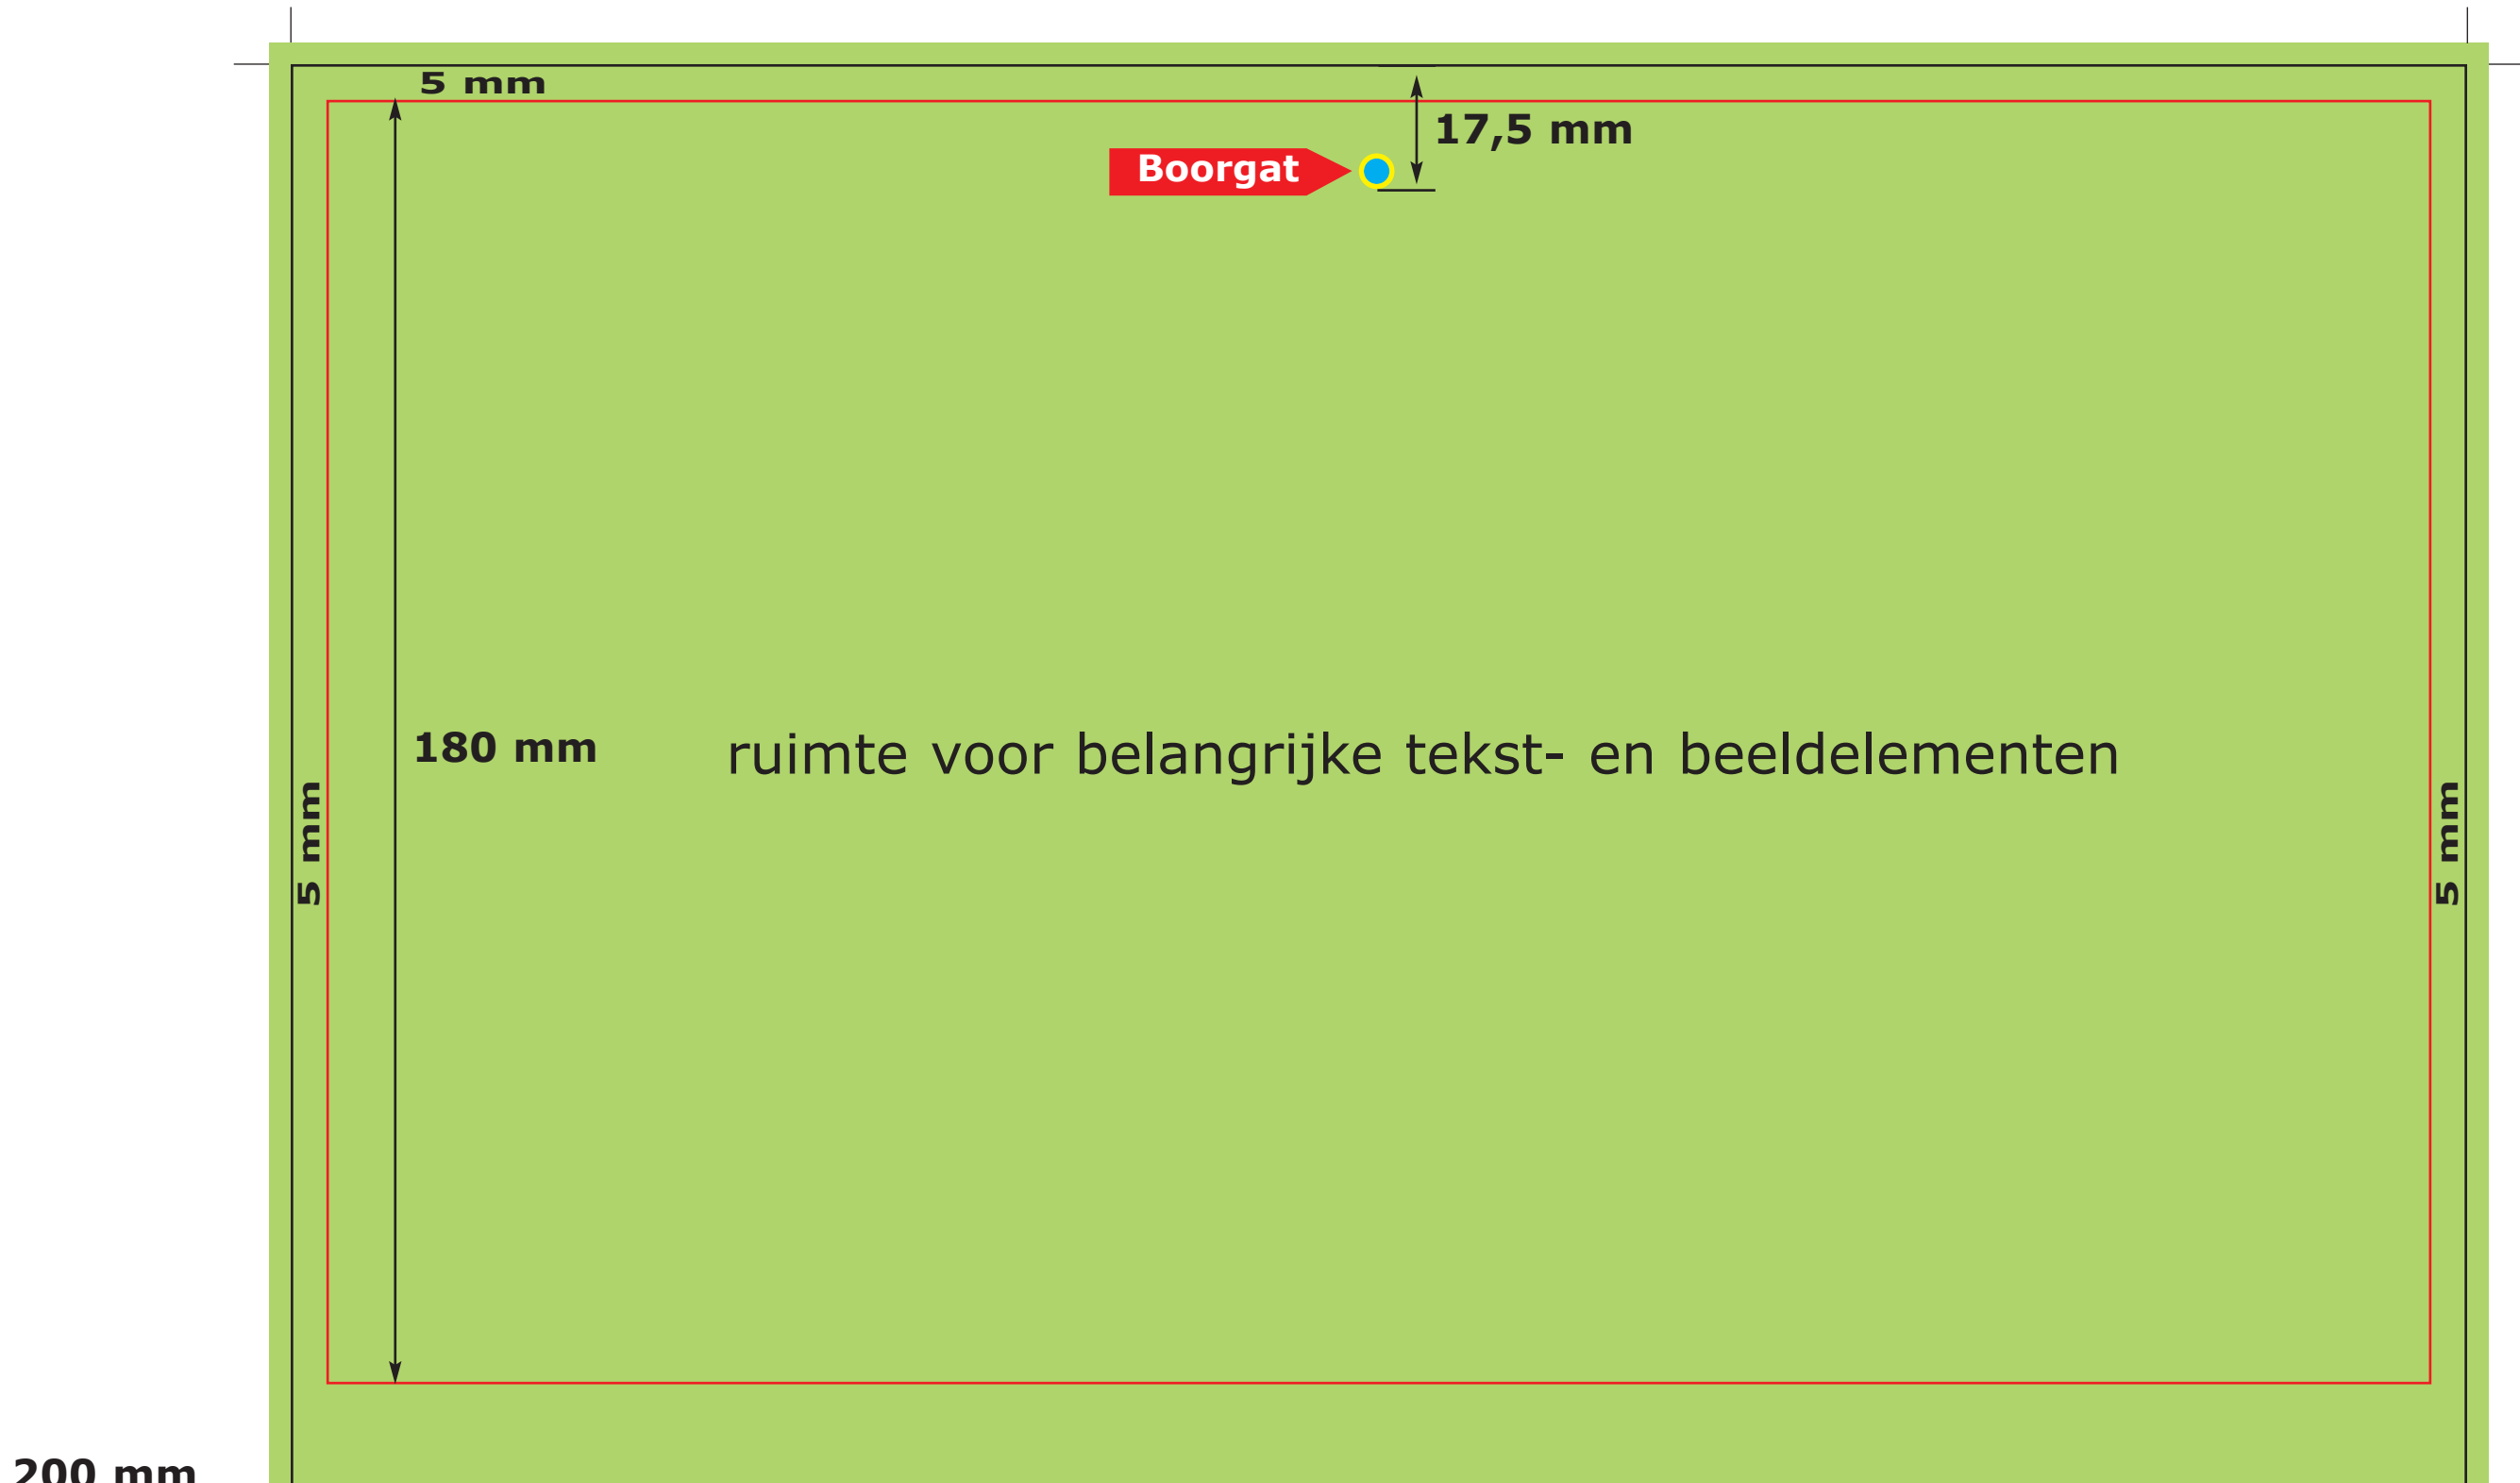 5 mm
17,5 mm
Boorgat
180 mm
ruimte voor belangrijke tekst- en beeldelementen
5 mm
5 mm
200 mm